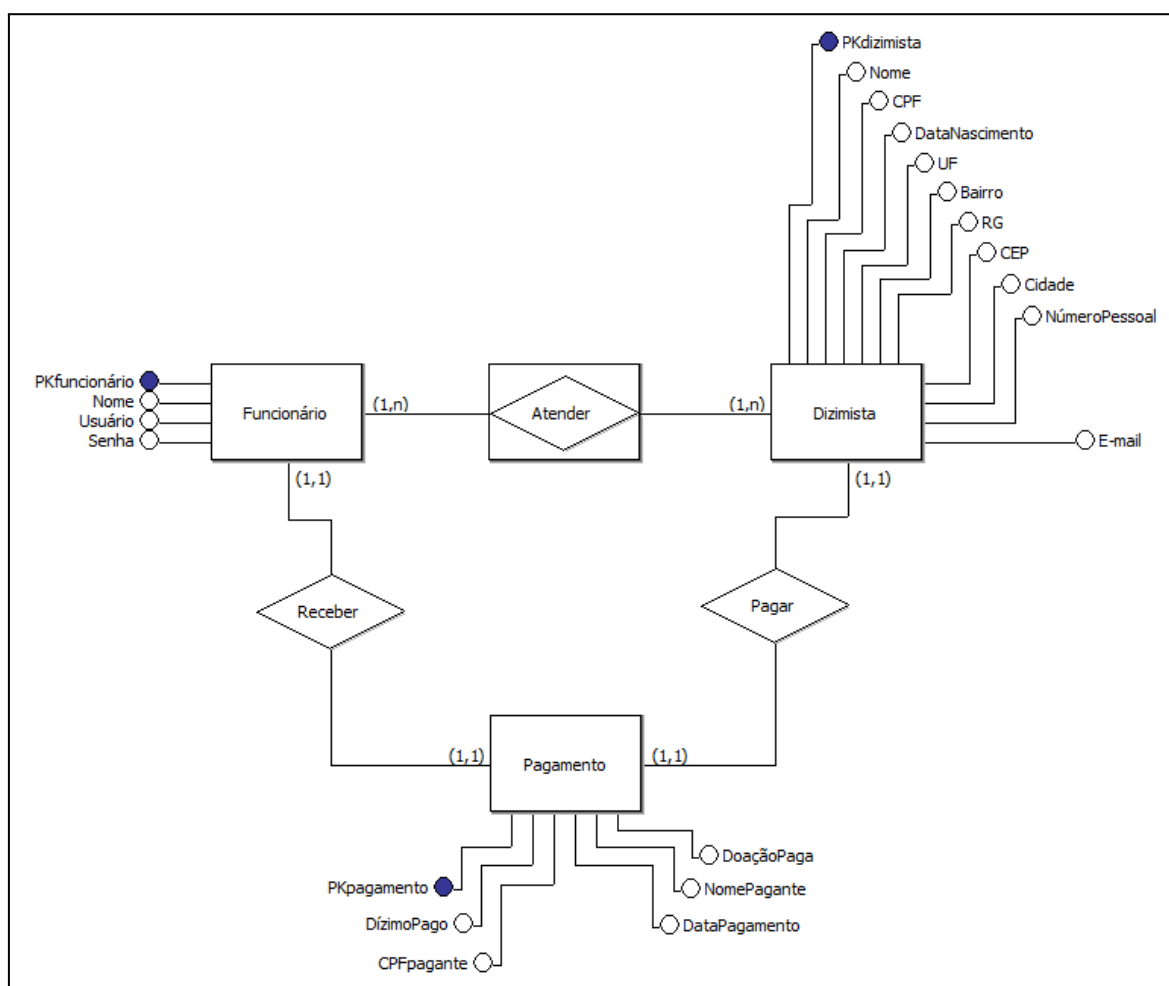 PKdizimista
Nome
CPF
DataNascimento
UF
Bairro
RG
CEP
Cidade
NúmeroPessoal
E-mail
PKfuncionário
Nome
Usuário
Senha
Funcionário
(1,n)
Atender
(1,n)
Dizimista
(1,1)
(1,1)
Receber
Pagar
(1,1)
Pagamento
(1,1)
PKpagamento
DízimoPago
CPFpagante
DoaçãoPaga
NomePagante
DataPagamento